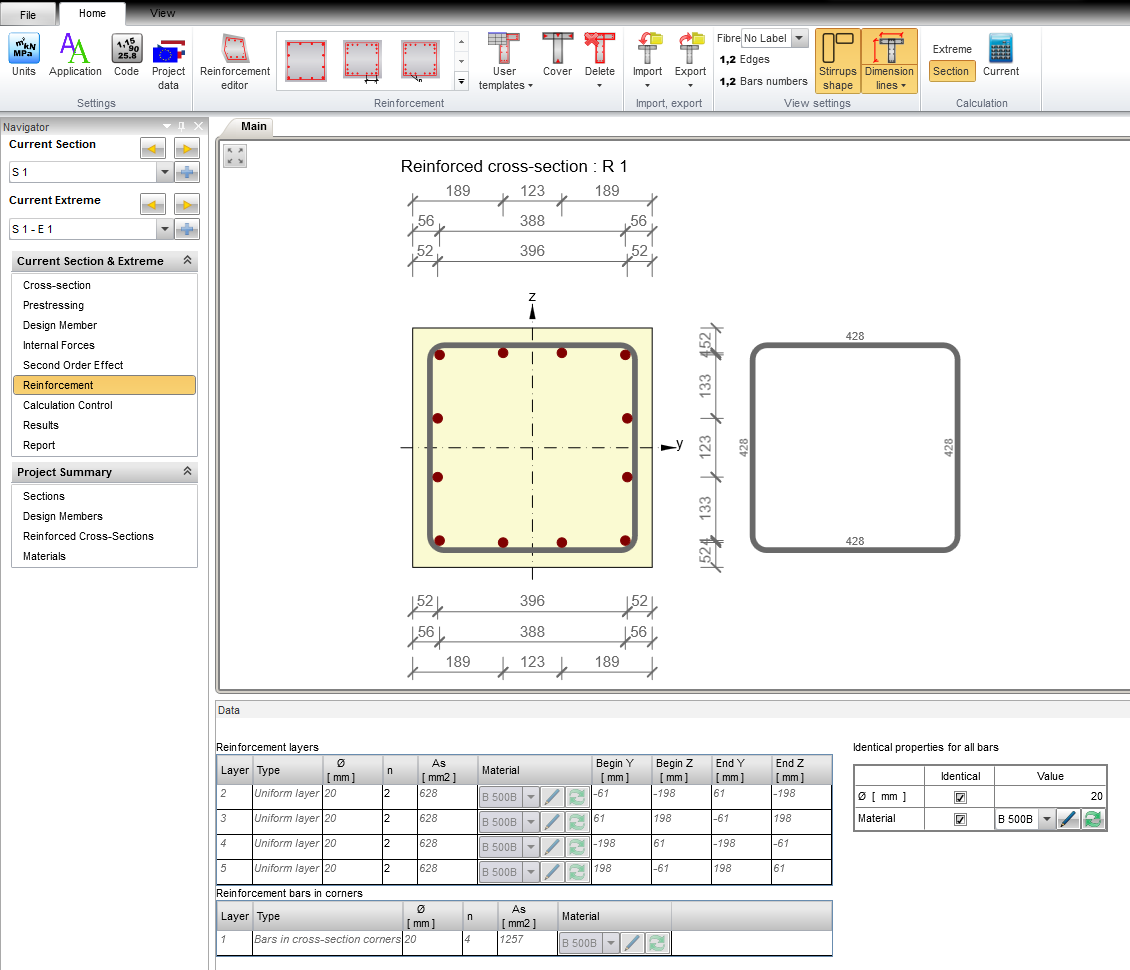 File Home View
m³ kN
MPa
1,15
90
25.8
Units Application Code Project
data
Settings
Reinforcement
editor
User
templates
Cover Delete
Reinforcement
Import Export
Import, export
Fibre No Label
1,2 Edges
1,2 Bars numbers
Stirrups
shape
Dimension
lines
View settings
Extreme
Section
Current
Calculation
Navigator
Current Section
S 1
Current Extreme
S 1 - E 1
Current Section & Extreme
Cross-section
Prestressing
Design Member
Internal Forces
Second Order Effect
Reinforcement
Calculation Control
Results
Report
Project Summary
Sections
Design Members
Reinforced Cross-Sections
Materials
Main
Reinforced cross-section : R 1
189 123 189
56 388 56
52 396 52
z
y
52
133
123
133
52
428
428
428
428
52 396 52
56 388 56
189 123 189
Data
Reinforcement layers
Layer Type Ø
[ mm ] n As
[ mm2 ] Material Begin Y
[ mm ] Begin Z
[ mm ] End Y
[ mm ] End Z
[ mm ]
2 Uniform layer 20 2 628 B 500B -61 -198 61 -198
3 Uniform layer 20 2 628 B 500B 61 198 -61 198
4 Uniform layer 20 2 628 B 500B -198 61 -198 -61
5 Uniform layer 20 2 628 B 500B 198 -61 198 61
Reinforcement bars in corners
Layer Type Ø
[ mm ] n As
[ mm2 ] Material
1 Bars in cross-section corners 20 4 1257 B 500B
Identical properties for all bars
Identical Value
Ø [ mm ] 20
Material B 500B